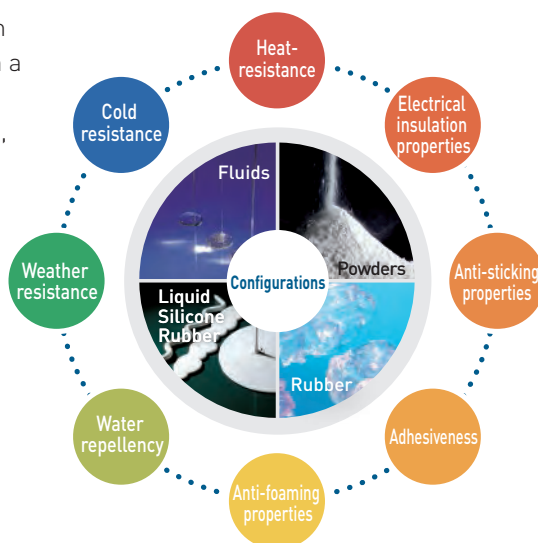 n
a
,
Heat-
resistance
Electrical
insulation
properties
Anti-sticking
properties
Adhesiveness
Anti-foaming
properties
Water
repellency
Weather
resistance
Cold
resistance
Fluids
Powders
Configurations
Liquid
Silicone
Rubber
Rubber